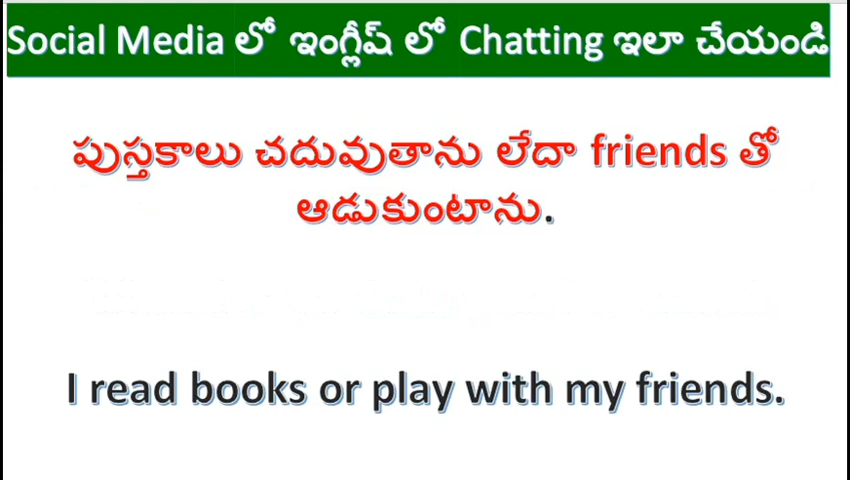 Social Media లో ఇంగ్లీష్ లో Chatting ఇలా చేయండి
పుస్తకాలు చదువుతాను లేదా friends తో
ఆడుకుంటాను.
I read books or play with my friends.